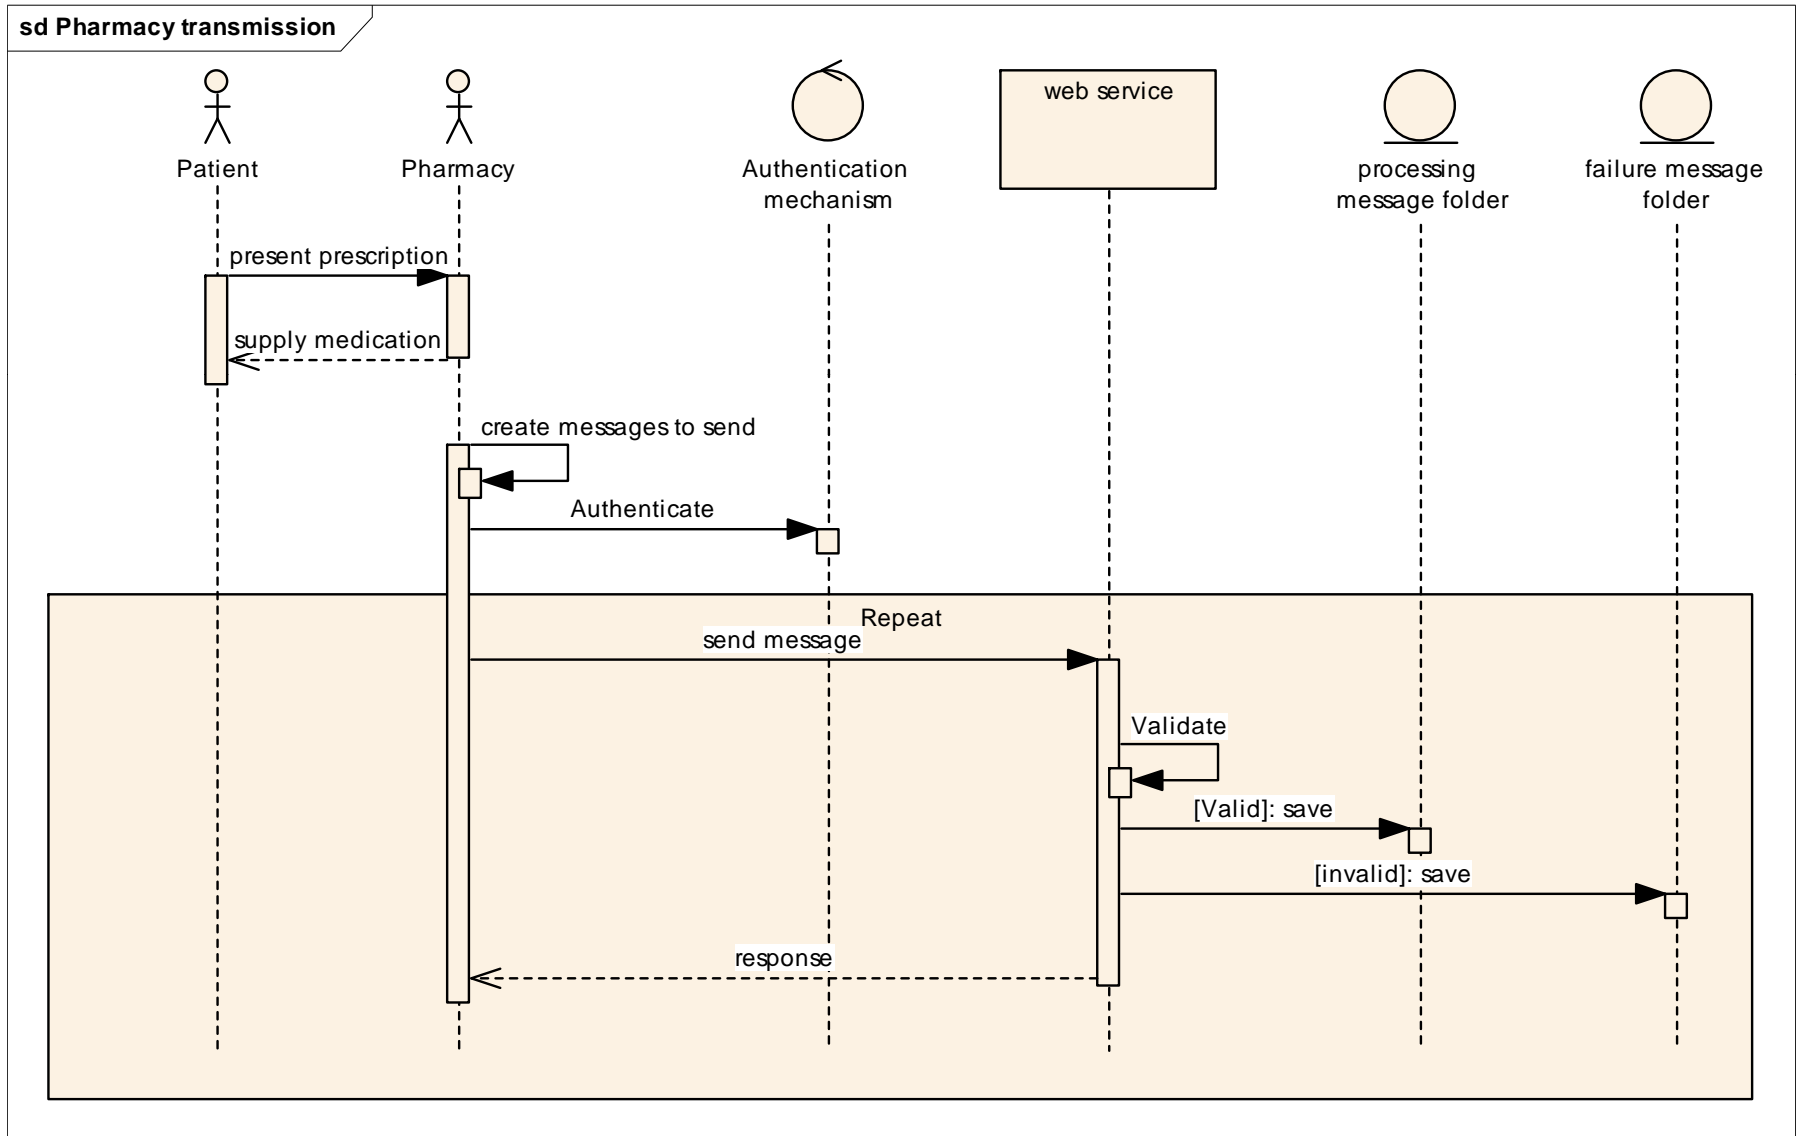 sd Pharmacy transmission
Patient
Pharmacy
Authentication
mechanism
web service
processing
message folder
failure message
folder
present prescription
supply medication
create messages to send
Authenticate
Repeat
send message
Validate
[Valid]: save
[invalid]: save
response